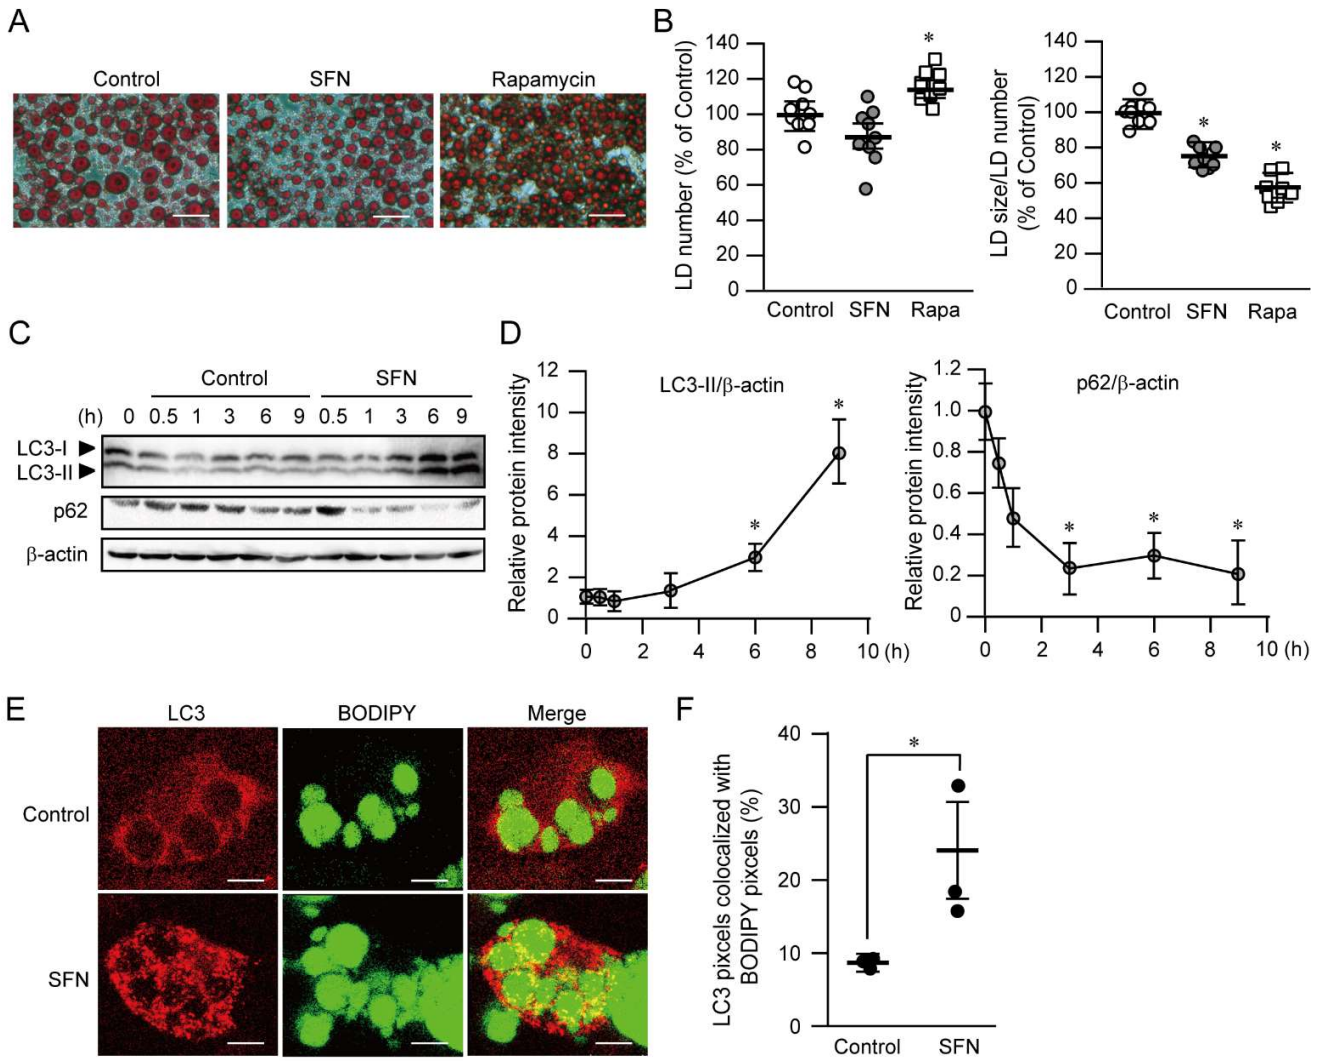 A
Control SFN Rapamycin
B
LD number (% of Control)
140
120
100
80
60
40
20
0
*
Control SFN Rapa
LD size/LD number
(% of Control)
140
120
100
80
60
40
20
0
*
*
Control SFN Rapa
C
Control SFN
(h) 0 0.5 1 3 6 9 0.5 1 3 6 9
LC3-I
LC3-II
p62
β-actin
D
Relative protein intensity
LC3-II/β-actin
12
10
8
6
4
2
0
*
*
0 2 4 6 8 10 (h)
Relative protein intensity
p62/β-actin
1.2
1.0
0.8
0.6
0.4
0.2
0
* * *
0 2 4 6 8 10 (h)
E
LC3 BODIPY Merge
Control
SFN
F
LC3 pixcels colocalized with
BODIPY pixcels (%)
40
30
20
10
0
*
Control SFN